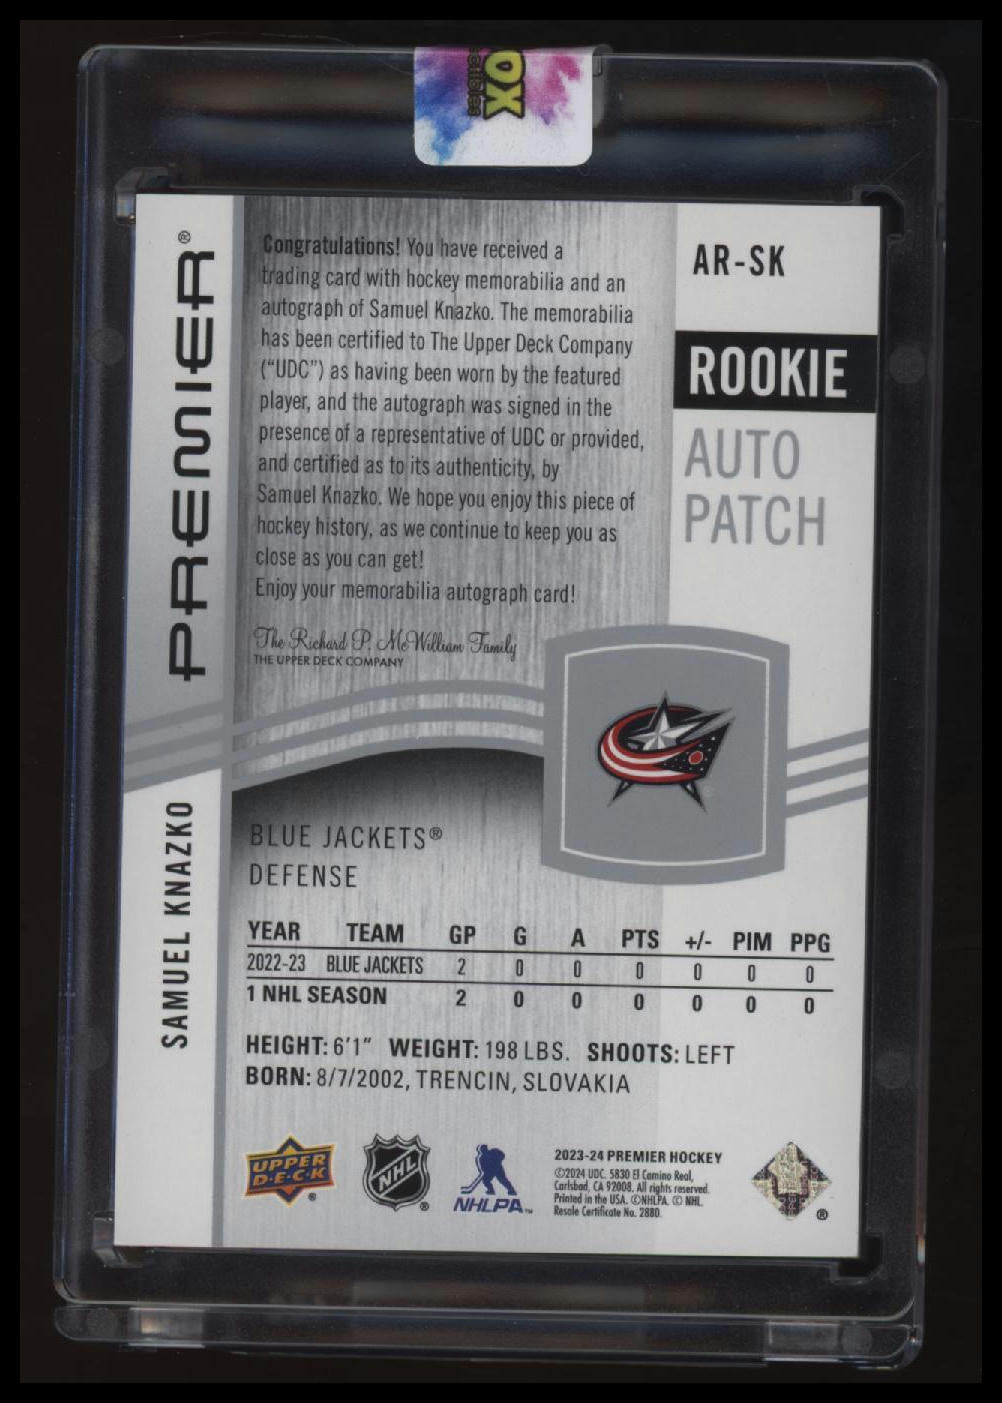 OX
PREMIER®
SAMUEL KNAZKO
Congratulations! You have received a
trading card with hockey memorabilia and an
autograph of Samuel Knazko. The memorabilia
has been certified to The Upper Deck Company
("UDC") as having been worn by the featured
player, and the autograph was signed in the
presence of a representative of UDC or provided,
and certified as to its authenticity, by
Samuel Knazko. We hope you enjoy this piece of
hockey history, as we continue to keep you as
close as you can get!
Enjoy your memorabilia autograph card!
The Richard P. McWilliam Family
THE UPPER DECK COMPANY
AR-SK
ROOKIE
AUTO
PATCH
BLUE JACKETS®
DEFENSE
YEAR TEAM GP G A PTS +/- PIM PPG
2022-23 BLUE JACKETS 2 0 0 0 0 0 0
1 NHL SEASON 2 0 0 0 0 0 0
HEIGHT: 6'1" WEIGHT: 198 LBS. SHOOTS: LEFT
BORN: 8/7/2002, TRENCIN, SLOVAKIA
UPPER
D·E·C·K
®
NHL
®
NHLPA™
2023-24 PREMIER HOCKEY
©2024 UDC. 5830 El Camino Real,
Carlsbad, CA 92008. All rights reserved.
Printed in the USA. ©NHLPA. © NHL.
Resale Certificate No. 2880.
®